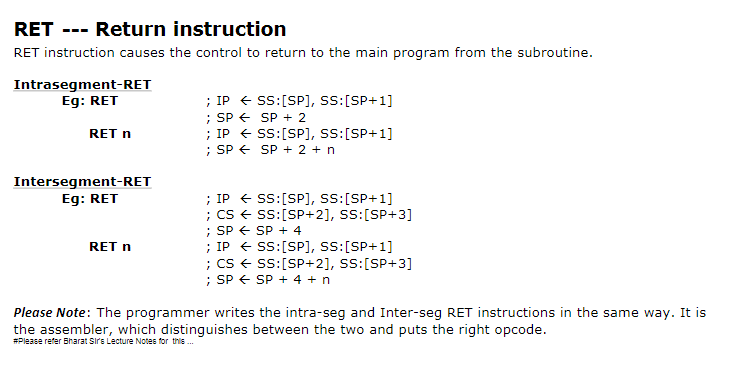 RET --- Return instruction
RET instruction causes the control to return to the main program from the subroutine.
Intrasegment-RET
Eg: RET ; IP ← SS:[SP], SS:[SP+1]
; SP ← SP + 2
RET n ; IP ← SS:[SP], SS:[SP+1]
; SP ← SP + 2 + n
Intersegment-RET
Eg: RET ; IP ← SS:[SP], SS:[SP+1]
; CS ← SS:[SP+2], SS:[SP+3]
; SP ← SP + 4
RET n ; IP ← SS:[SP], SS:[SP+1]
; CS ← SS:[SP+2], SS:[SP+3]
; SP ← SP + 4 + n
Please Note: The programmer writes the intra-seg and Inter-seg RET instructions in the same way. It is
the assembler, which distinguishes between the two and puts the right opcode.
#Please refer Bharat Sir's Lecture Notes for this ...